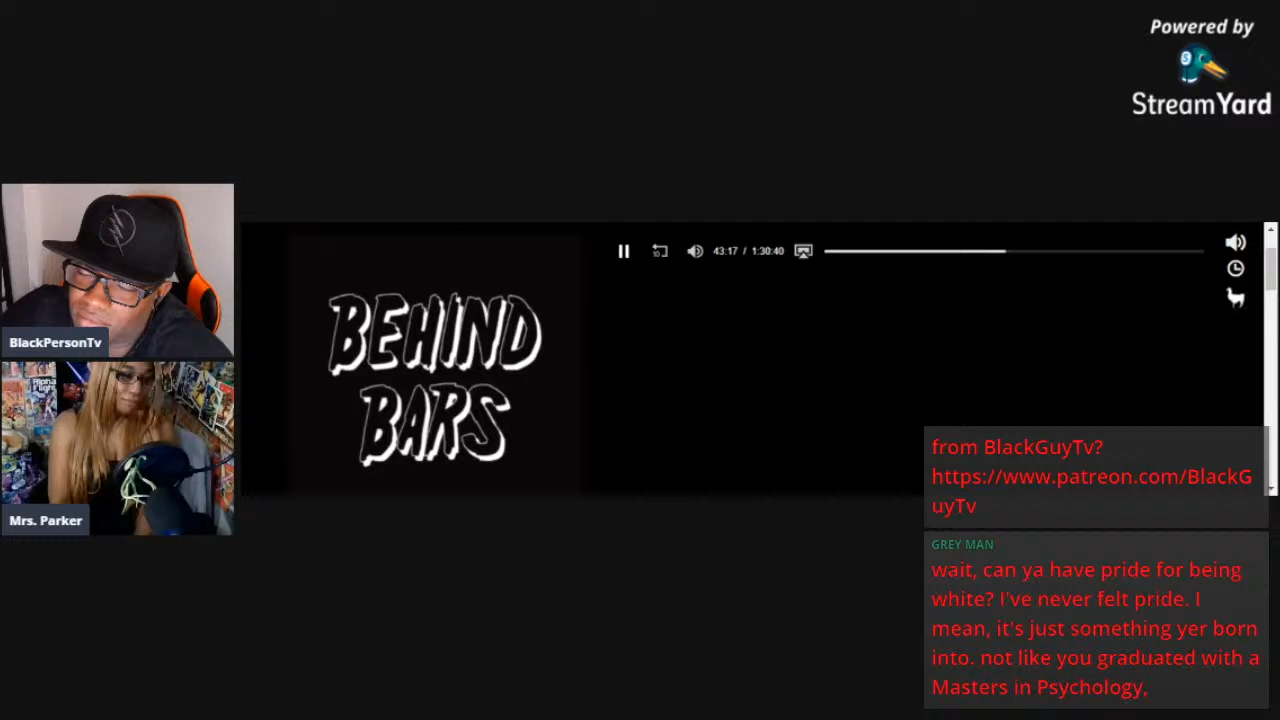 Powered by
StreamYard
BlackPersonTv
Mrs. Parker
BEHIND
BARS
10
43:17 / 1:30:40
from BlackGuyTv?
https://www.patreon.com/BlackG
uyTv
GREY MAN
wait, can ya have pride for being
white? I've never felt pride. I
mean, it's just something yer born
into. not like you graduated with a
Masters in Psychology,